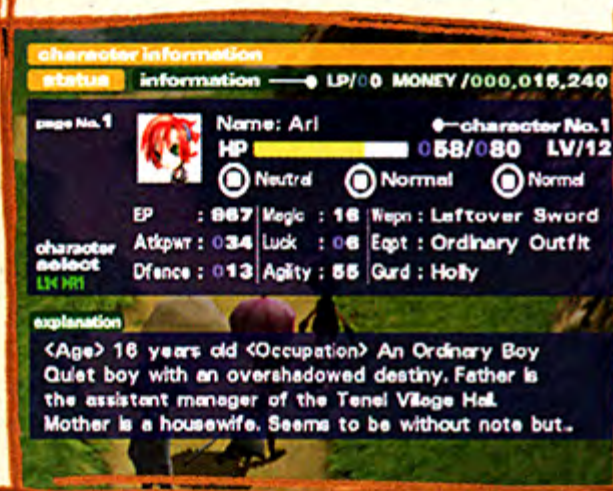 character information
status information LP/00 MONEY/000,015,240
page No.1
Name: Ari character No.1
HP 058/080 LV/12
Neutral Normal Normal
EP : 867 Magic : 16 Wepn : Leftover Sword
Atkpwr : 034 Luck : 06 Eqpt : Ordinary Outfit
Dfence : 013 Aglity : 55 Gurd : Holly
character
select
L1< >R1
explanation
<Age> 16 years old <Occupation> An Ordinary Boy
Quiet boy with an overshadowed destiny. Father is
the assistant manager of the Tenel Village Hall.
Mother is a housewife. Seems to be without note but..